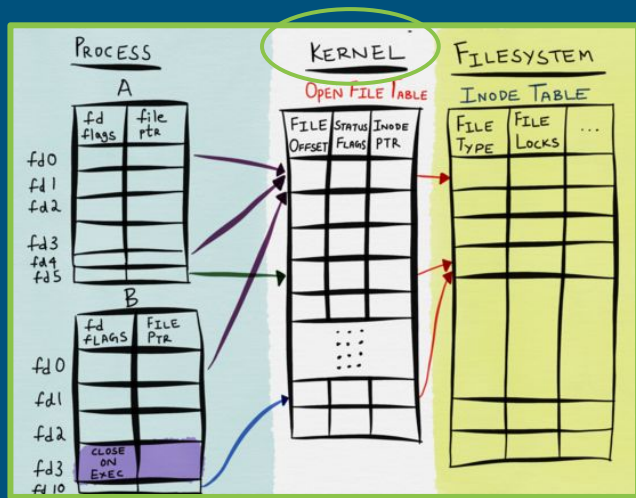 PROCESS
A
fd flags
file ptr
fd0
fd1
fd2
fd3
fd4
fd5
B
fd FLAGS
FILE PTR
fd0
fd1
fd2
CLOSE ON EXEC
fd3
fd10
KERNEL
OPEN FILE TABLE
FILE OFFSET
STATUS FLAGS
INODE PTR
FILESYSTEM
INODE TABLE
FILE TYPE
FILE LOCKS
...